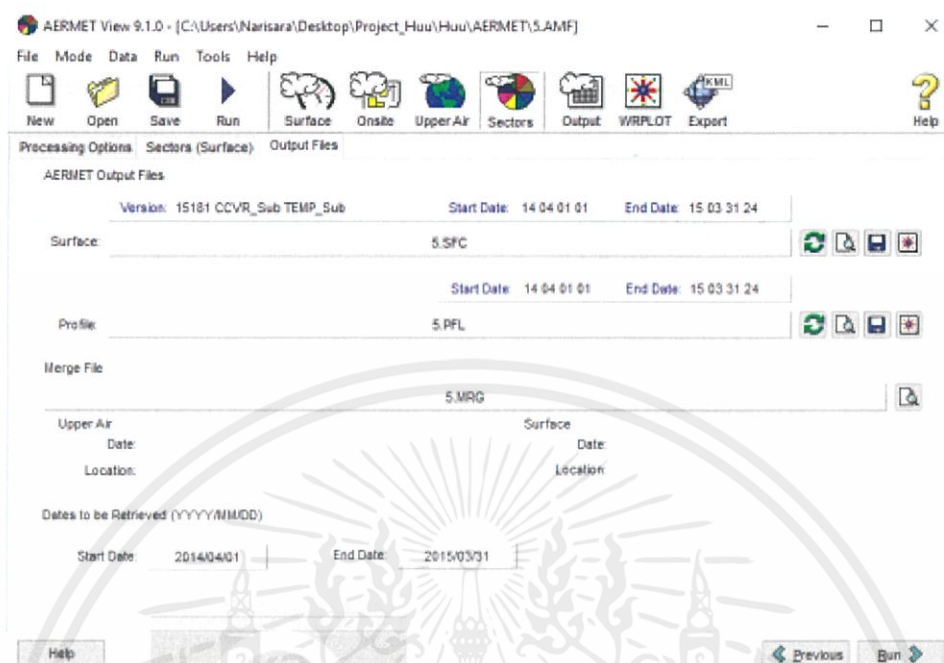 AERMET View 9.1.0 - [C:\Users\Narisara\Desktop\Project_Huu\Huu\AERMET\5.AMF]
File Mode Data Run Tools Help
New Open Save Run Surface Onsite Upper Air Sectors Output WRPLOT Export Help
KML
Processing Options Sectors (Surface) Output Files
AERMET Output Files
Version: 15181 CCVR_Sub TEMP_Sub Start Date: 14 04 01 01 End Date: 15 03 31 24
Surface: 5.SFC
Start Date: 14 04 01 01 End Date: 15 03 31 24
Profile: 5.PFL
Merge File
5.MRG
Upper Air Surface
Date: Date:
Location: Location:
Dates to be Retrieved (YYYY/MM/DD)
Start Date: 2014/04/01 End Date: 2015/03/31
Help Previous Run